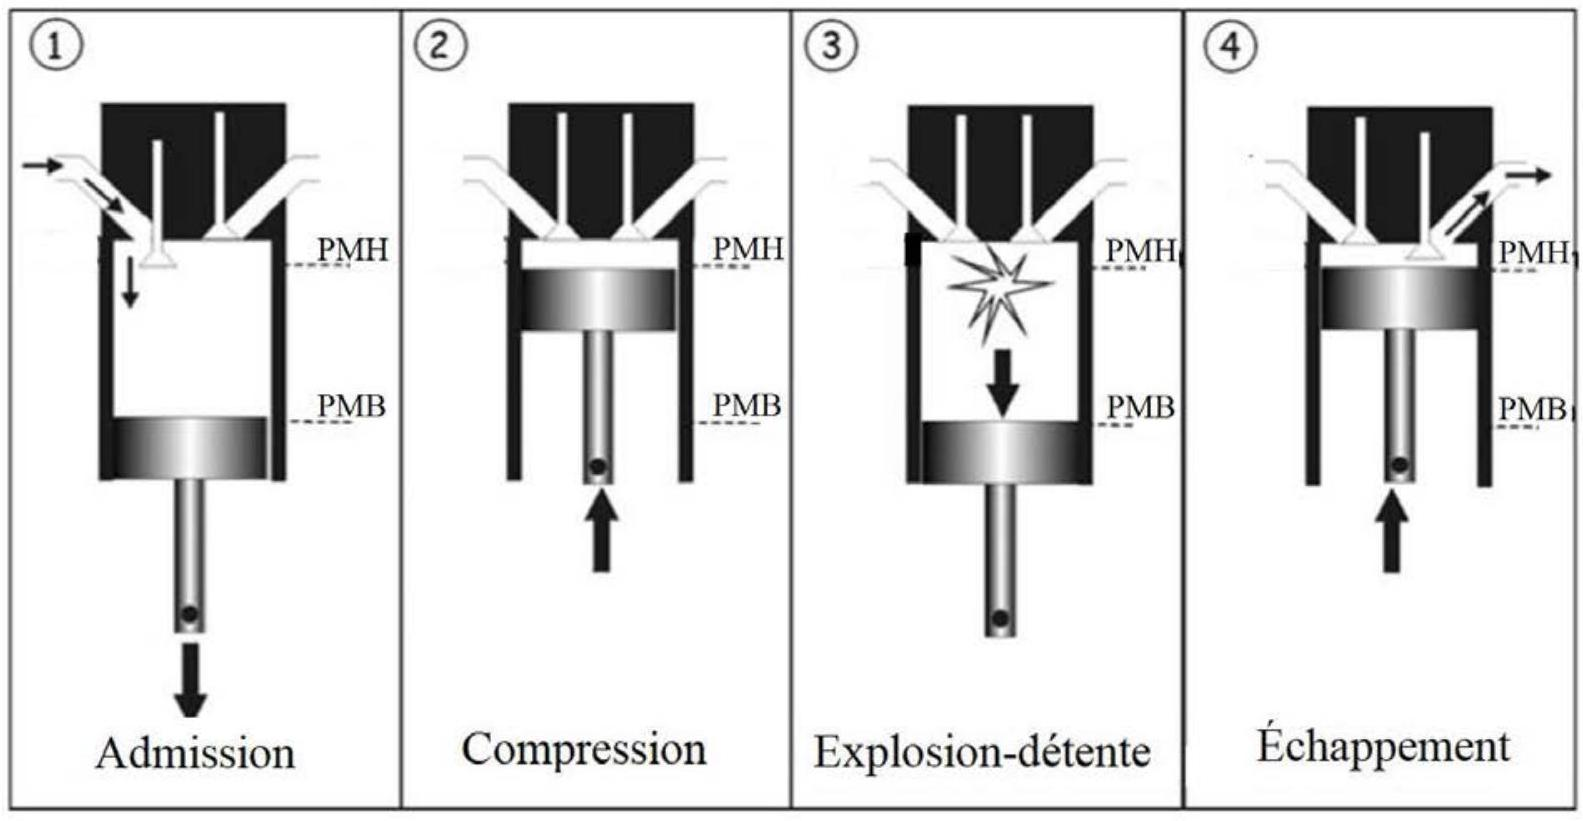 1
PMH
PMB
Admission
2
PMH
PMB
Compression
3
PMH
PMB
Explosion-détente
4
PMH
PMB
Échappement